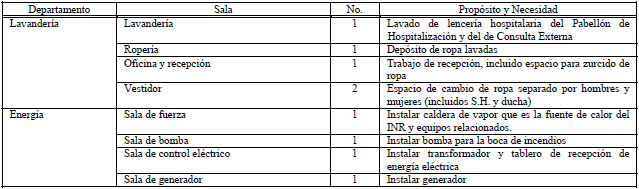 Departamento Sala No. Propósito y Necesidad
Lavandería Lavandería 1 Lavado de lencería hospitalaria del Pabellón de
Hospitalización y del de Consulta Externa
Ropería 1 Depósito de ropa lavadas
Oficina y recepción 1 Trabajo de recepción, incluido espacio para zurcido de
ropa
Vestidor 2 Espacio de cambio de ropa separado por hombres y
mujeres (incluidos S.H. y ducha)
Energía Sala de fuerza 1 Instalar caldera de vapor que es la fuente de calor del
INR y equipos relacionados.
Sala de bomba 1 Instalar bomba para la boca de incendios
Sala de control eléctrico 1 Instalar transformador y tablero de recepción de
energía eléctrica
Sala de generador 1 Instalar generador